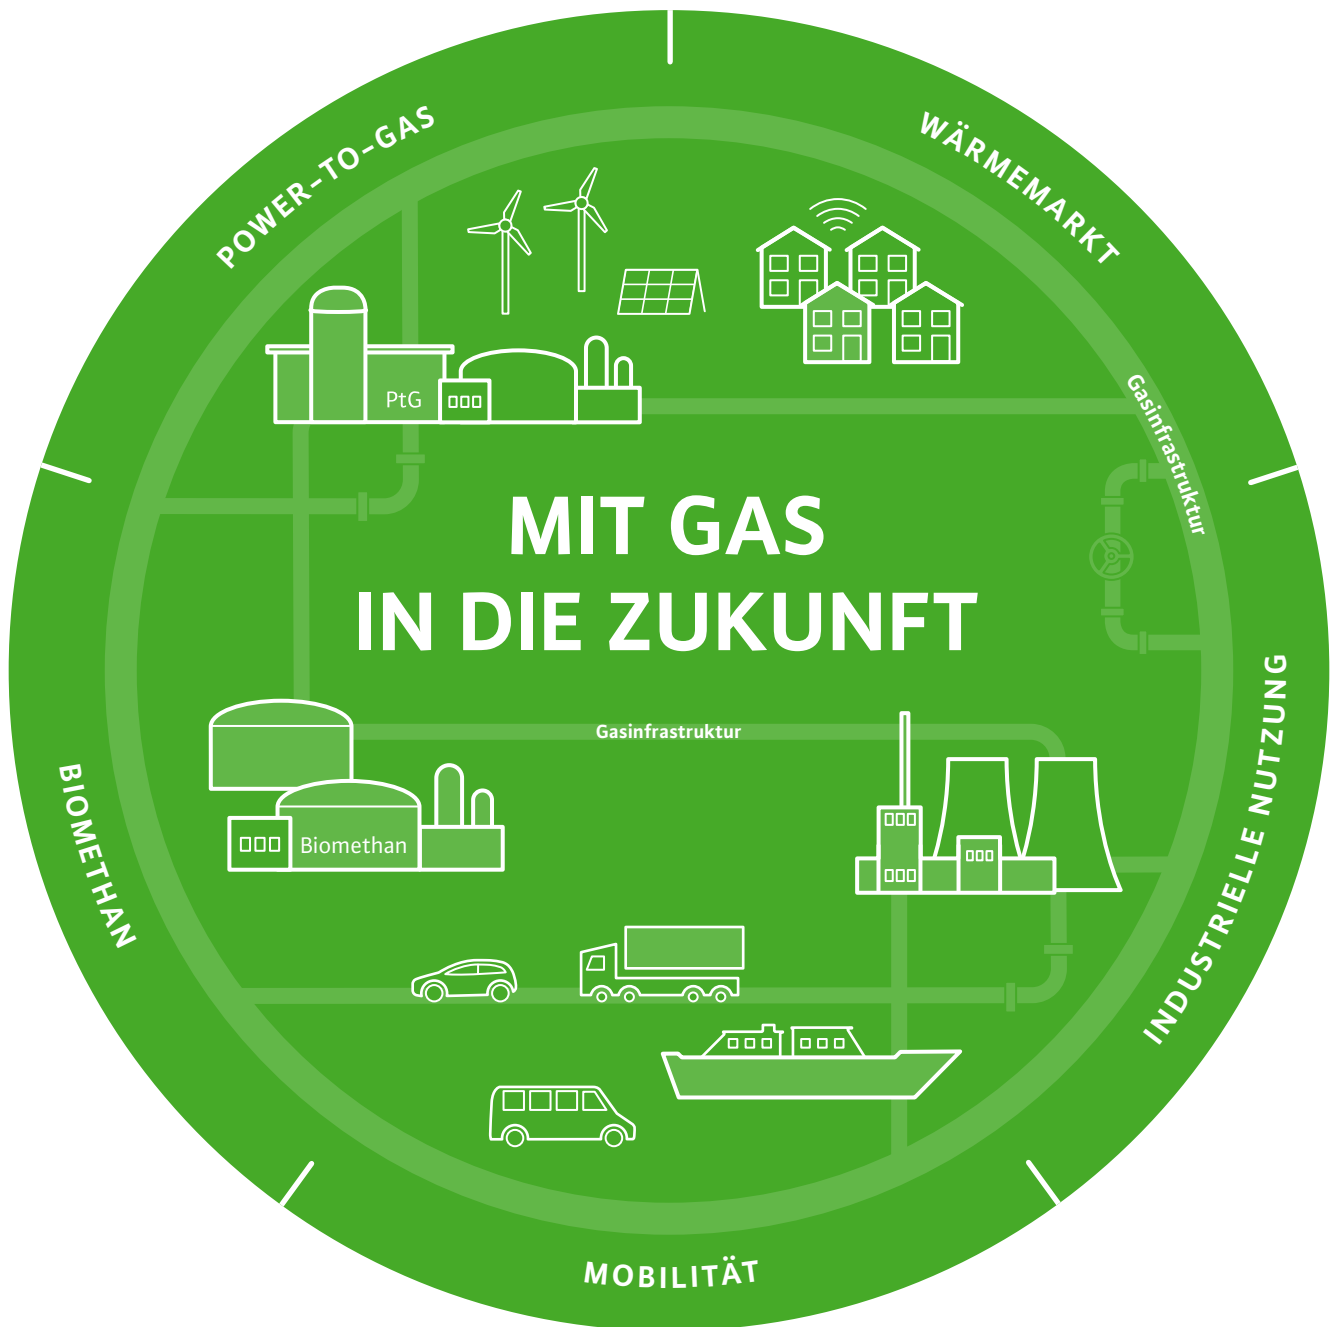 POWER-TO-GAS
WÄRMEMARKT
PtG
Gasinfrastruktur
MIT GAS
IN DIE ZUKUNFT
Gasinfrastruktur
BIOMETHAN
Biomethan
INDUSTRIELLE NUTZUNG
MOBILITÄT